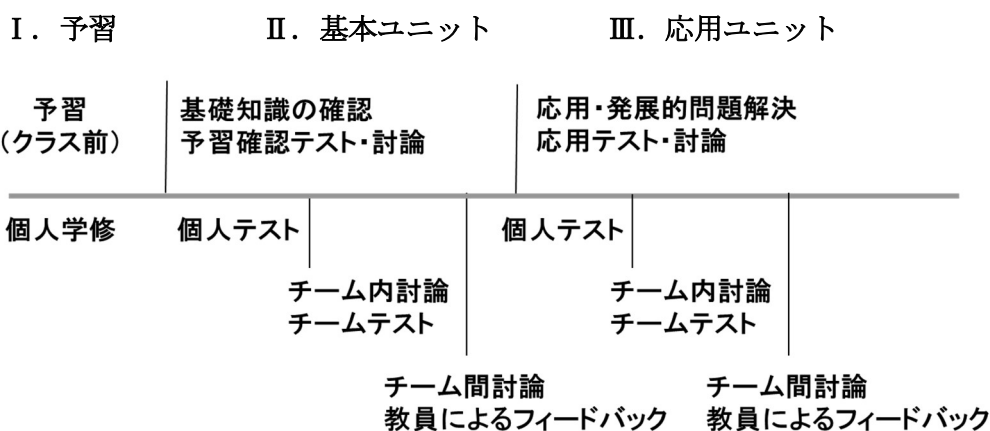 Ⅰ．予習
Ⅱ．基本ユニット
Ⅲ．応用ユニット
予習
（クラス前）
基礎知識の確認
予習確認テスト・討論
応用・発展的問題解決
応用テスト・討論
個人学修
個人テスト
チーム内討論
チームテスト
チーム間討論
教員によるフィードバック
個人テスト
チーム内討論
チームテスト
チーム間討論
教員によるフィードバック